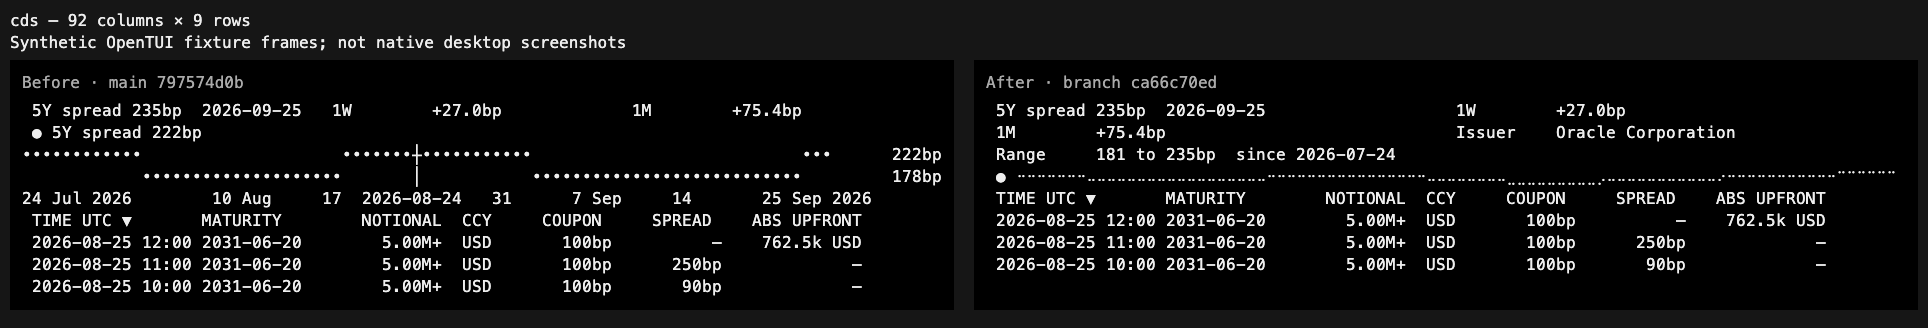 cds — 92 columns × 9 rows
Synthetic OpenTUI fixture frames; not native desktop screenshots
Before · main 797574d0b
5Y spread 235bp  2026-09-25   1W        +27.0bp             1M        +75.4bp
● 5Y spread 222bp
222bp
178bp
24 Jul 2026        10 Aug     17  2026-08-24   31      7 Sep     14       25 Sep 2026
TIME UTC ▼       MATURITY        NOTIONAL  CCY     COUPON     SPREAD    ABS UPFRONT
2026-08-25 12:00 2031-06-20        5.00M+  USD       100bp          —    762.5k USD
2026-08-25 11:00 2031-06-20        5.00M+  USD       100bp      250bp             —
2026-08-25 10:00 2031-06-20        5.00M+  USD       100bp       90bp             —
After · branch ca66c70ed
5Y spread 235bp  2026-09-25                   1W        +27.0bp
1M        +75.4bp                             Issuer    Oracle Corporation
Range     181 to 235bp  since 2026-07-24
●
TIME UTC ▼       MATURITY        NOTIONAL  CCY     COUPON     SPREAD    ABS UPFRONT
2026-08-25 12:00 2031-06-20        5.00M+  USD       100bp          —    762.5k USD
2026-08-25 11:00 2031-06-20        5.00M+  USD       100bp      250bp             —
2026-08-25 10:00 2031-06-20        5.00M+  USD       100bp       90bp             —